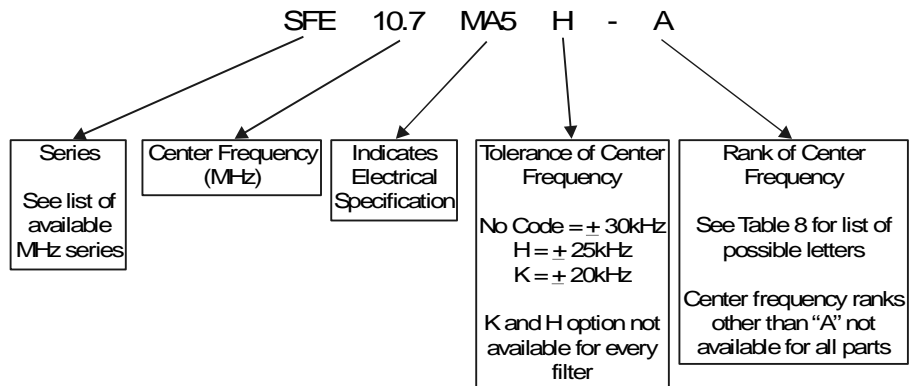 SFE 10.7 MA5 H - A
Series
See list of
available
MHz series
Center Frequency
(MHz)
Indicates
Electrical
Specification
Tolerance of Center
Frequency
No Code = ± 30kHz
H = ± 25kHz
K = ± 20kHz
K and H option not
available for every
filter
Rank of Center
Frequency
See Table 8 for list of
possible letters
Center frequency ranks
other than “A” not
available for all parts